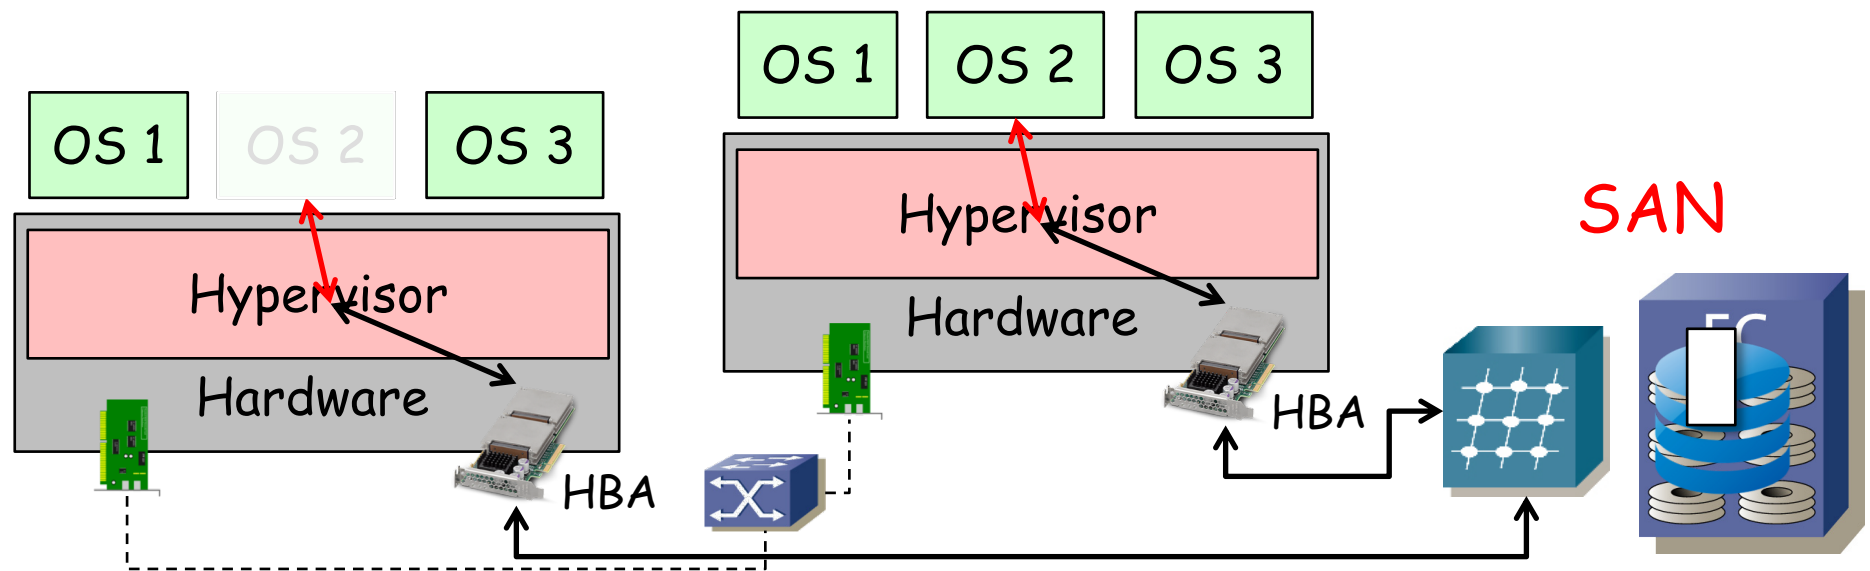 OS 1
OS 2
OS 3
Hypervisor
Hardware
HBA
OS 1
OS 2
OS 3
Hypervisor
Hardware
HBA
SAN